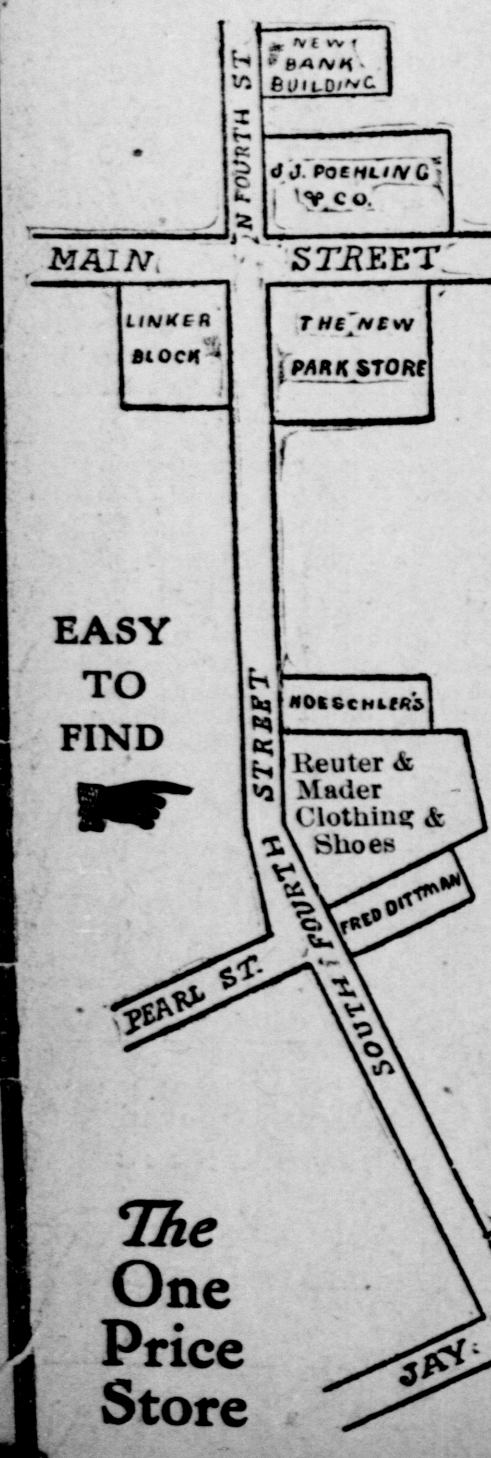 NEW
BANK
BUILDING
N FOURTH ST
J J. POEHLING
& CO.
MAIN STREET
LINKER
BLOCK
THE NEW
PARK STORE
EASY
TO
FIND
HOESCHLER'S
Reuter &
Mader
Clothing &
Shoes
FRED DITTMAN
SOUTH FOURTH STREET
PEARL ST.
The
One
Price
Store
JAY